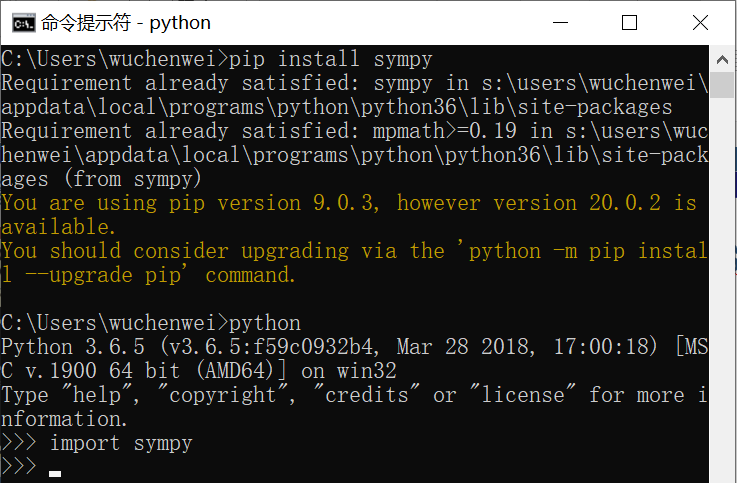 命令提示符 - python
C:\Users\wuchenwei>pip install sympy
Requirement already satisfied: sympy in s:\users\wuchenwei\
appdata\local\programs\python\python36\lib\site-packages
Requirement already satisfied: mpmath>=0.19 in s:\users\wuc
henwei\appdata\local\programs\python\python36\lib\site-pack
ages (from sympy)
You are using pip version 9.0.3, however version 20.0.2 is
available.
You should consider upgrading via the 'python -m pip instal
l --upgrade pip' command.
C:\Users\wuchenwei>python
Python 3.6.5 (v3.6.5:f59c0932b4, Mar 28 2018, 17:00:18) [MS
C v.1900 64 bit (AMD64)] on win32
Type "help", "copyright", "credits" or "license" for more i
nformation.
>>> import sympy
>>>